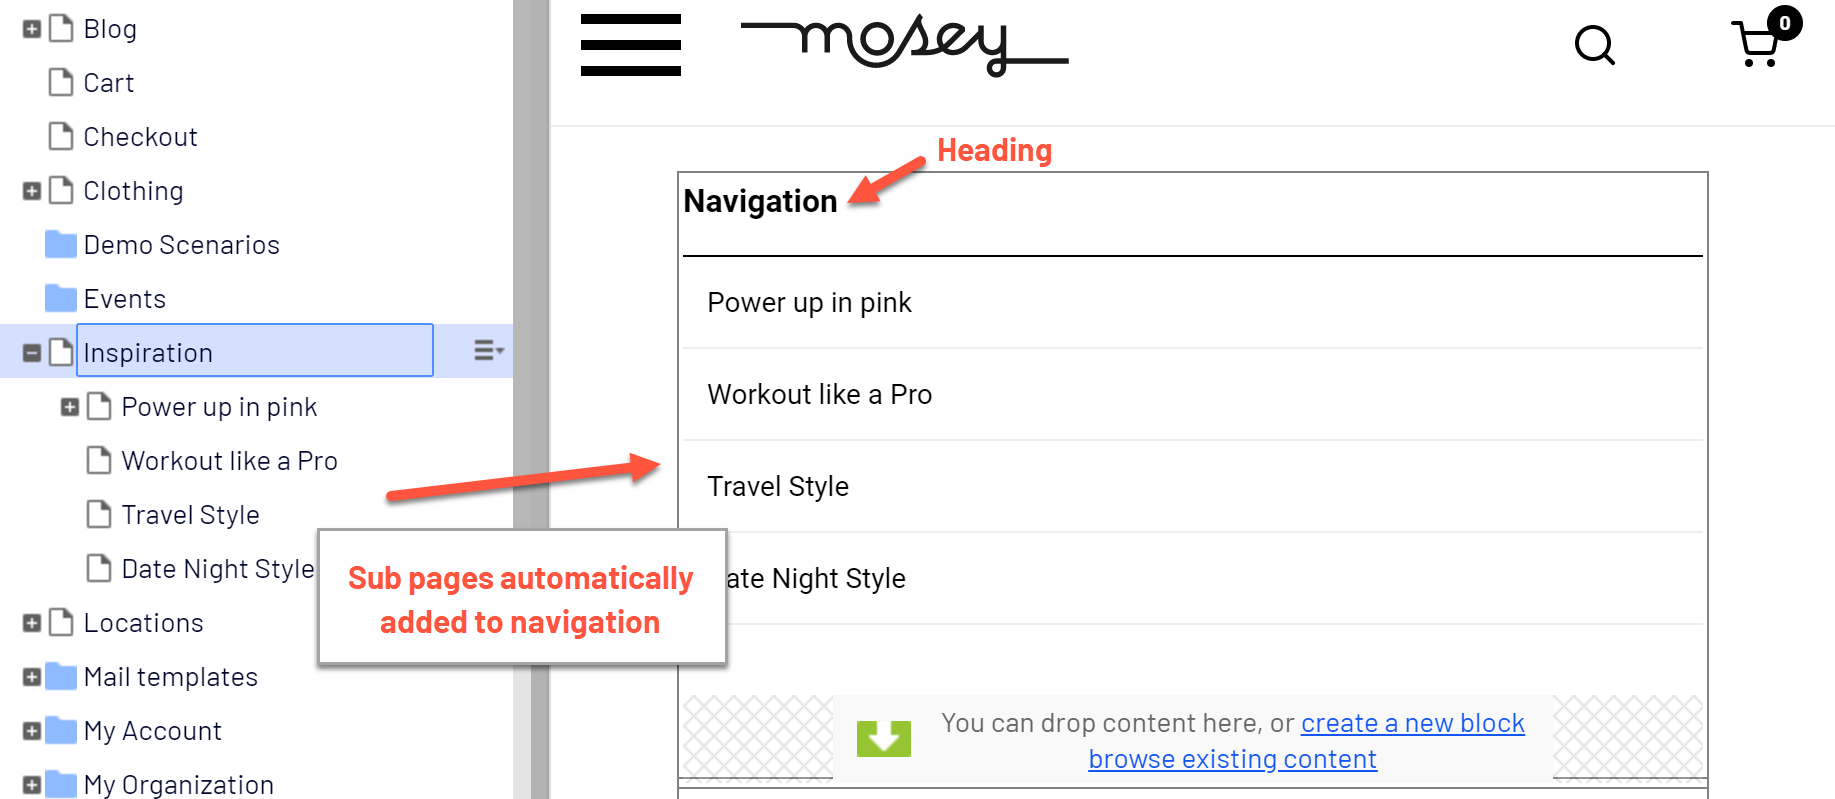 Blog
Cart
Checkout
Clothing
Demo Scenarios
Events
Inspiration
Power up in pink
Workout like a Pro
Travel Style
Date Night Style
Locations
Mail templates
My Account
My Organization
mosey
0
Heading
Navigation
Power up in pink
Workout like a Pro
Travel Style
ate Night Style
Sub pages automatically
added to navigation
You can drop content here, or create a new block
browse existing content